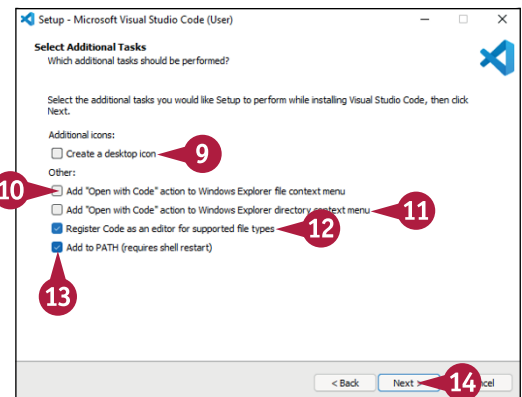 Setup - Microsoft Visual Studio Code (User)
Select Additional Tasks
Which additional tasks should be performed?
Select the additional tasks you would like Setup to perform while installing Visual Studio Code, then click
Next.
Additional icons:
Create a desktop icon 9
Other:
10 Add "Open with Code" action to Windows Explorer file context menu
Add "Open with Code" action to Windows Explorer directory context menu 11
Register Code as an editor for supported file types 12
Add to PATH (requires shell restart)
13
< Back Next > 14